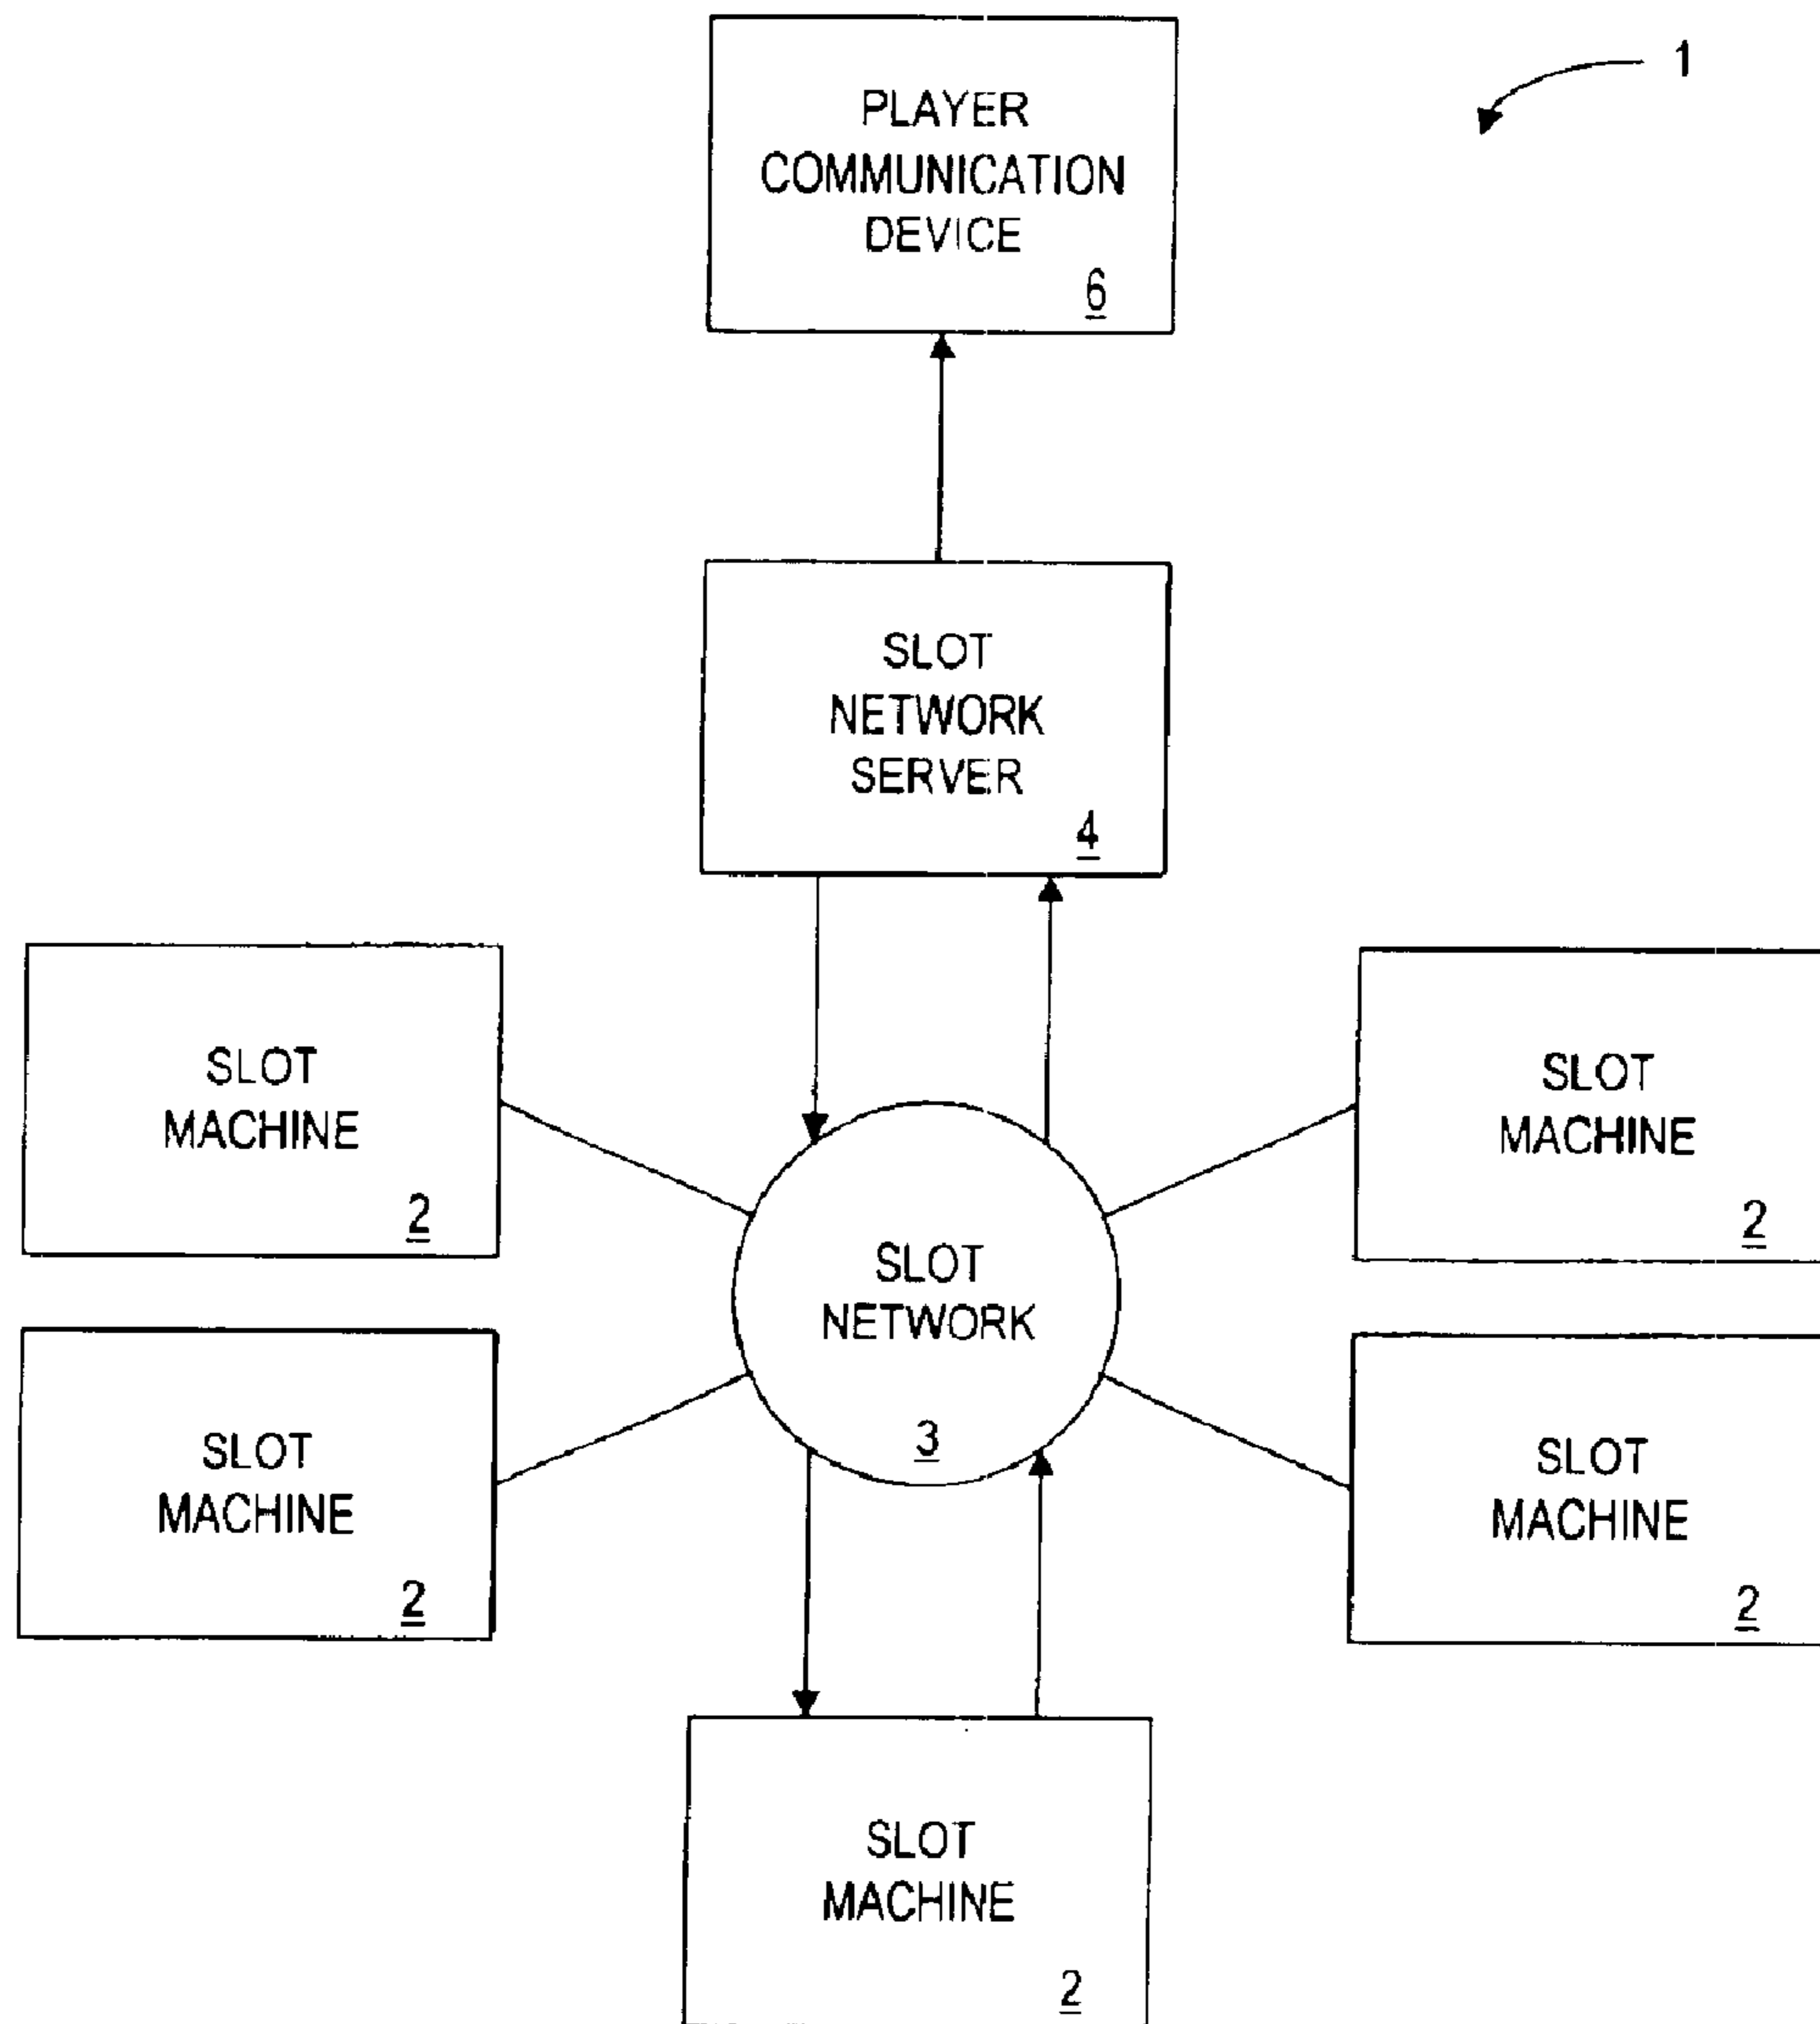 1
PLAYER
COMMUNICATION
DEVICE
6
SLOT
NETWORK
SERVER
4
SLOT
MACHINE
2
SLOT
MACHINE
2
SLOT
NETWORK
3
SLOT
MACHINE
2
SLOT
MACHINE
2
SLOT
MACHINE
2